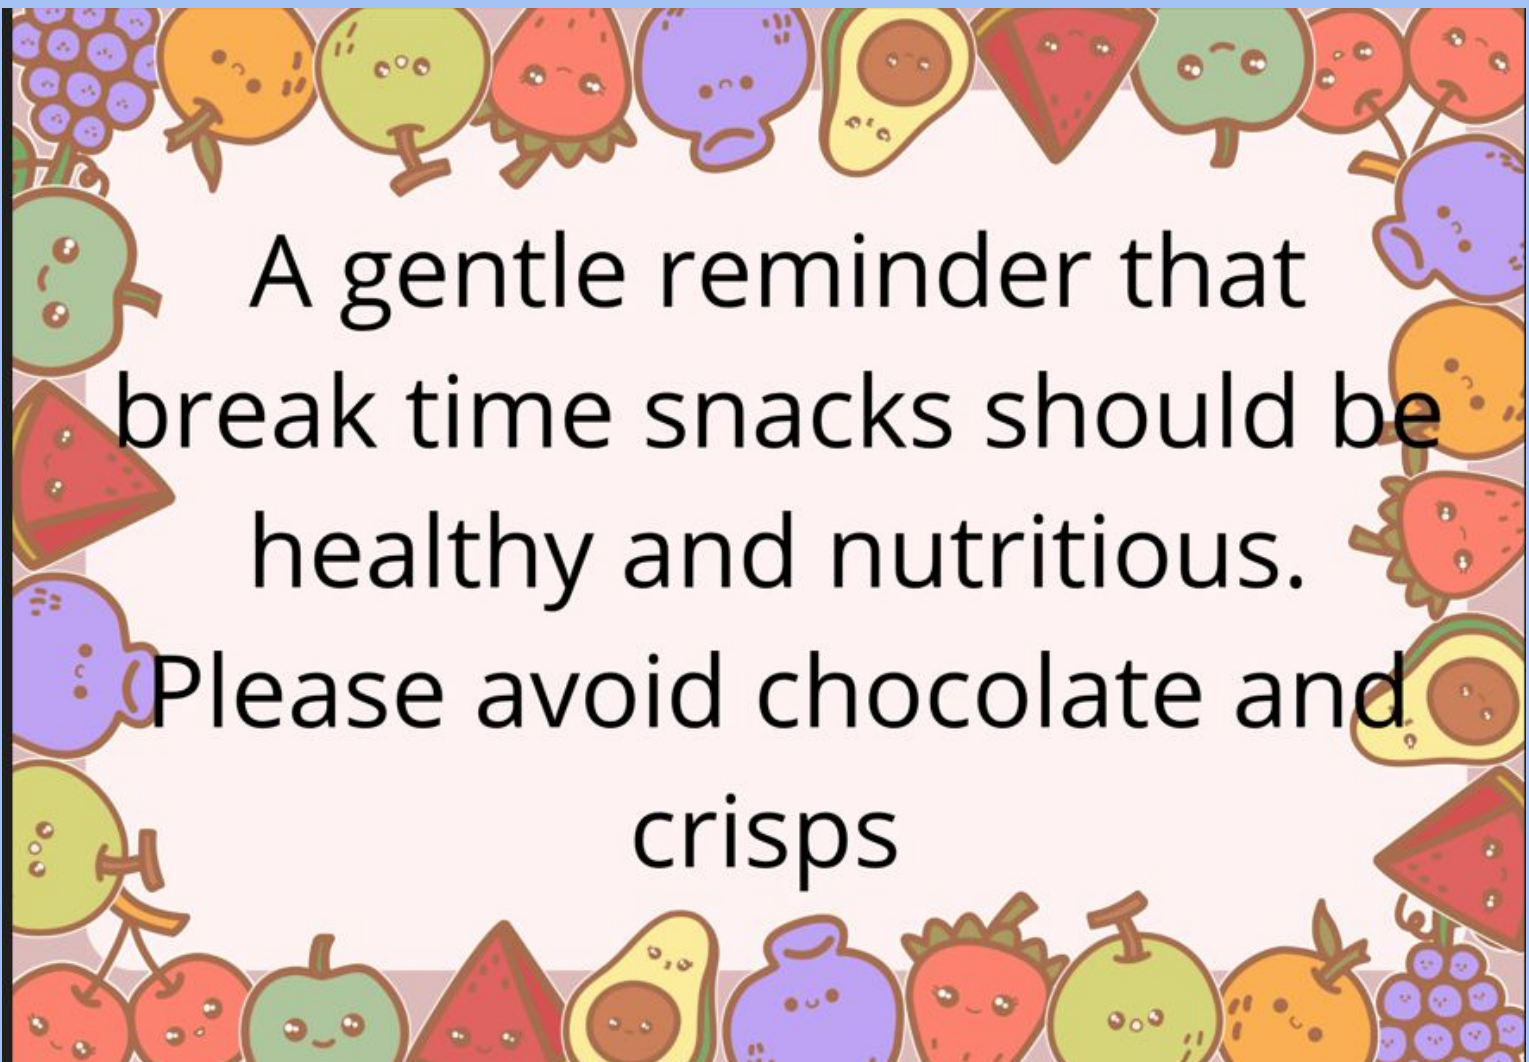 A gentle reminder that
break time snacks should be
healthy and nutritious.
Please avoid chocolate and
crisps